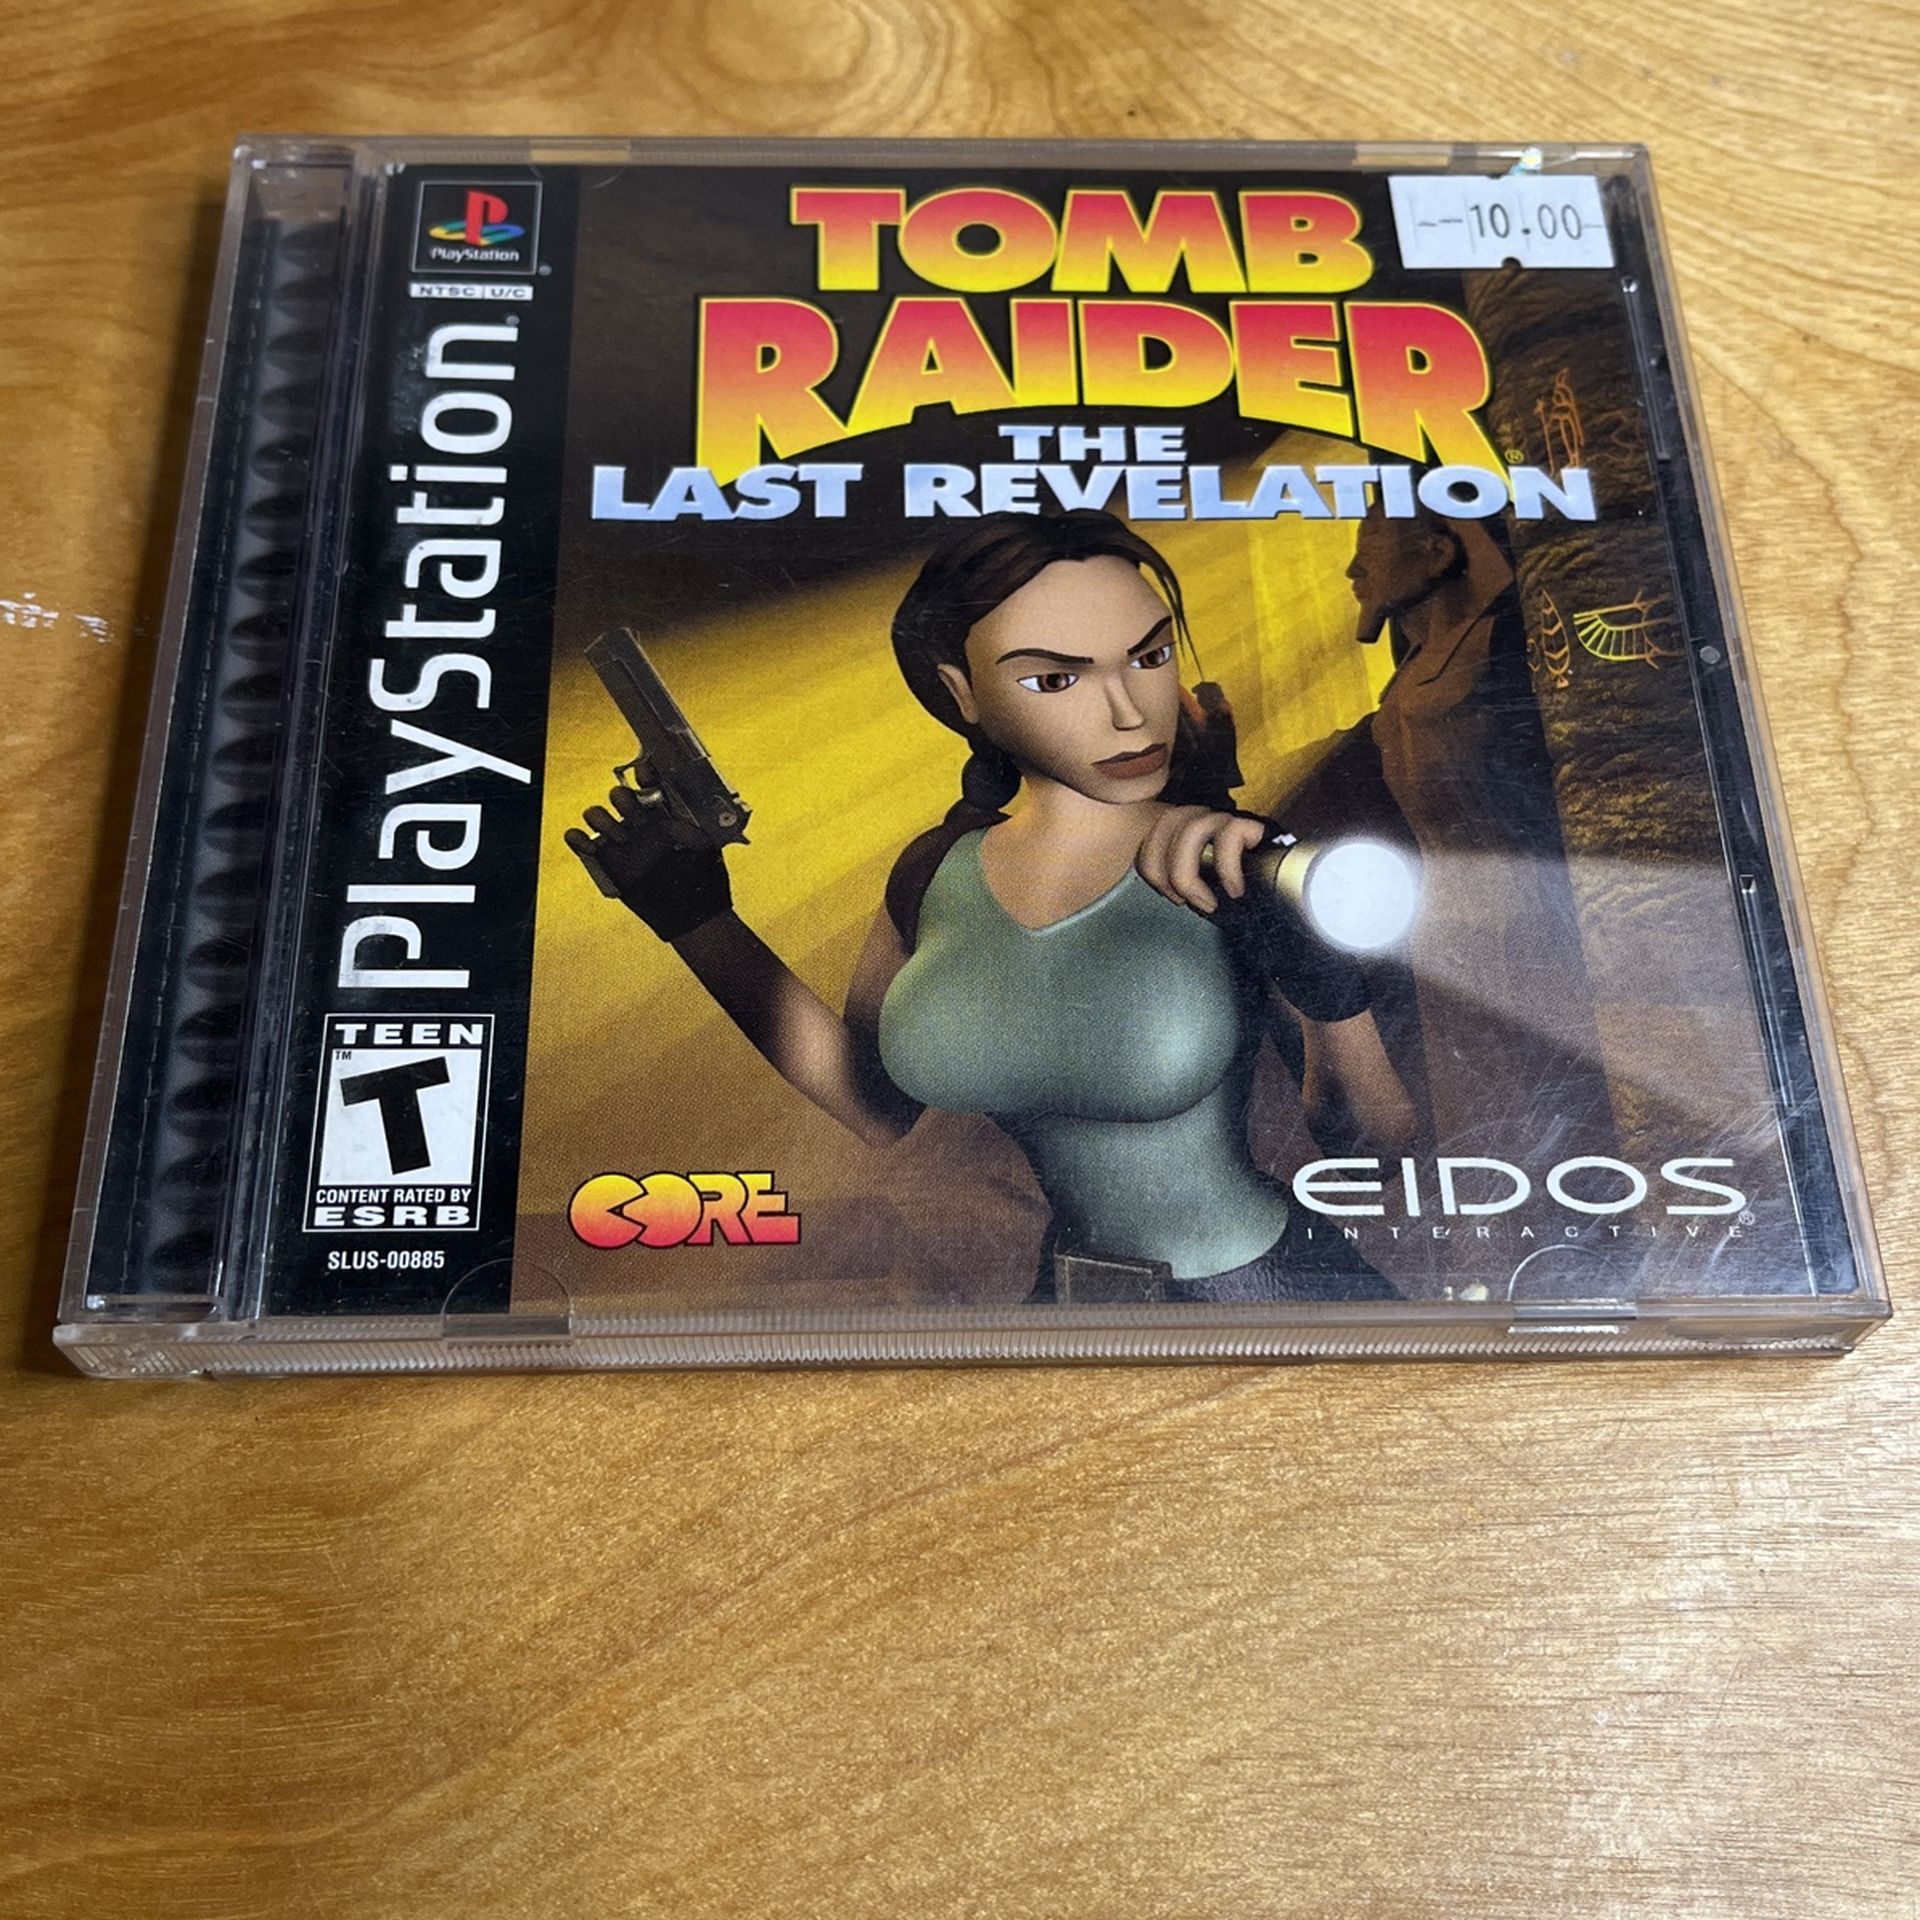 PlayStation
NTSC U/C
PlayStation
TEEN
T
CONTENT RATED BY
ESRB
SLUS-00885
TOMB
RAIDER
THE
LAST REVELATION
--10.00-
CORE
EIDOS
INTERACTIVE